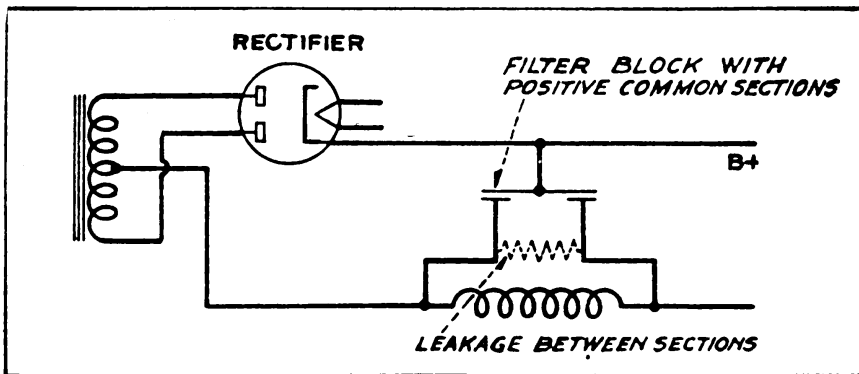 RECTIFIER
FILTER BLOCK WITH
POSITIVE COMMON SECTIONS
B+
LEAKAGE BETWEEN SECTIONS